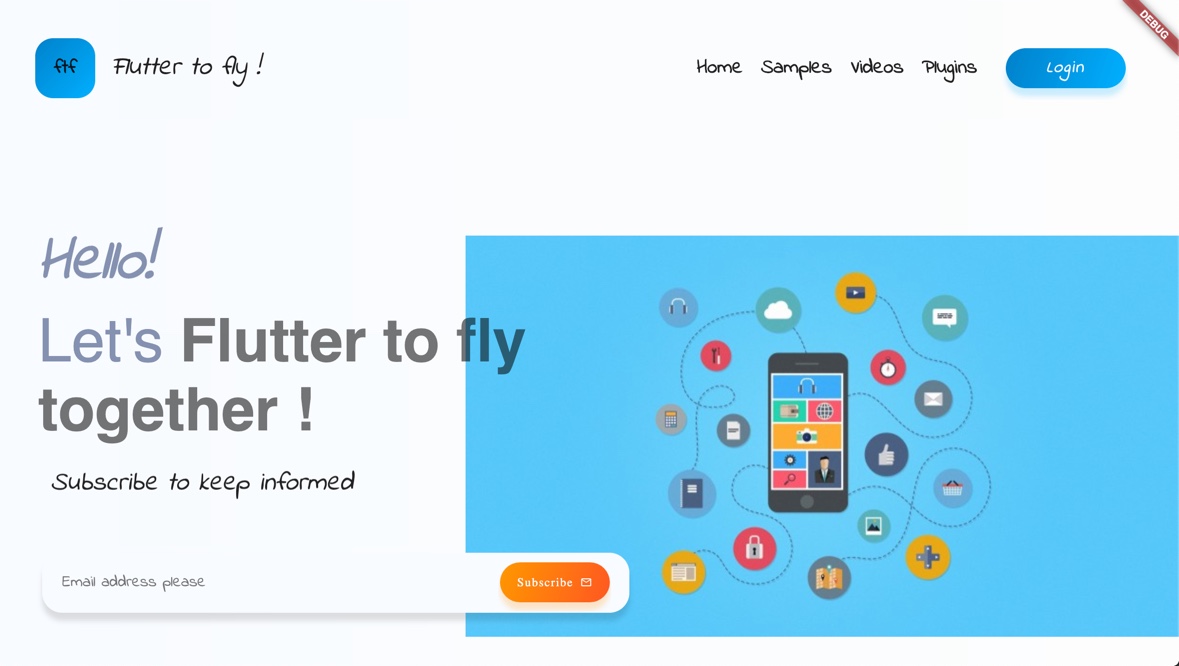 DEBUG
ftf
Flutter to fly !
Home Samples Videos Plugins Login
Hello!
Let's Flutter to fly
together !
Subscribe to keep informed
Email address please
Subscribe